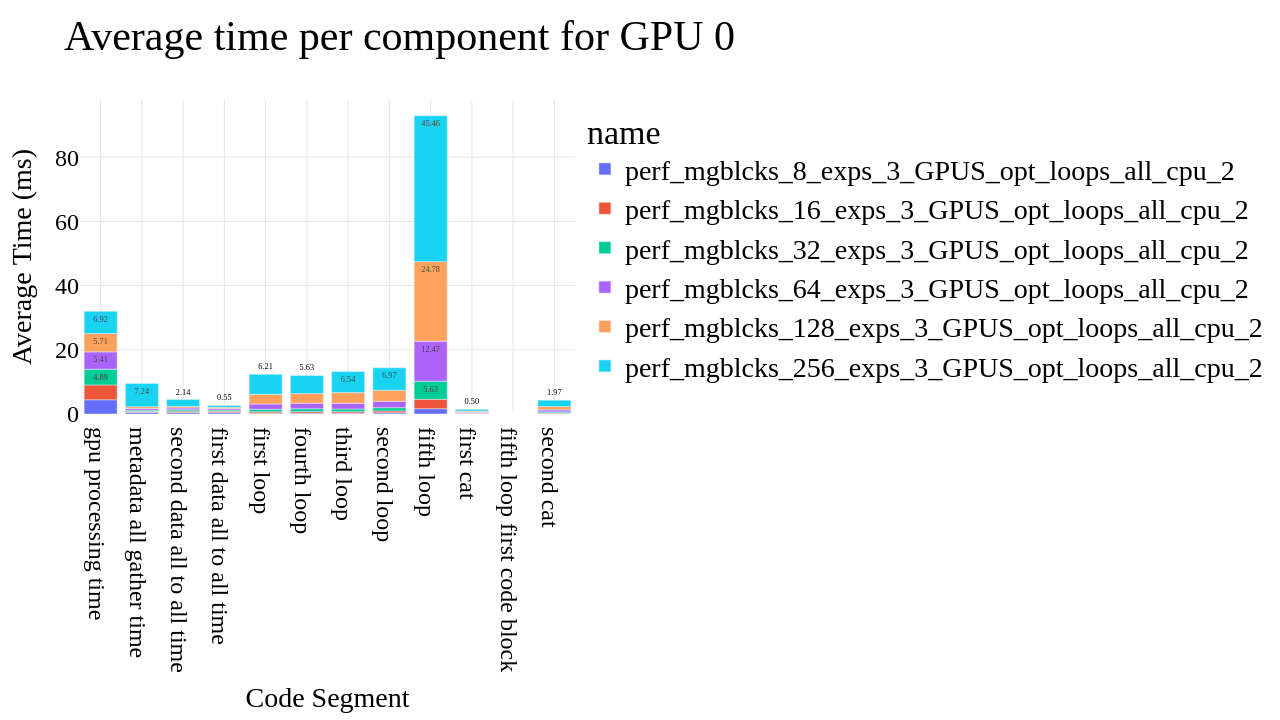 Average time per component for GPU 0
Average Time (ms)
80
60
40
20
0
6.92
5.71
5.41
4.89
7.24
2.14
0.55
6.21
5.63
6.54
6.97
45.46
24.78
12.47
5.63
0.50
1.97
gpu processing time
metadata all gather time
second data all to all time
first data all to all time
first loop
fourth loop
third loop
second loop
fifth loop
first cat
fifth loop first code block
second cat
Code Segment
name
perf_mgblcks_8_exps_3_GPUS_opt_loops_all_cpu_2
perf_mgblcks_16_exps_3_GPUS_opt_loops_all_cpu_2
perf_mgblcks_32_exps_3_GPUS_opt_loops_all_cpu_2
perf_mgblcks_64_exps_3_GPUS_opt_loops_all_cpu_2
perf_mgblcks_128_exps_3_GPUS_opt_loops_all_cpu_2
perf_mgblcks_256_exps_3_GPUS_opt_loops_all_cpu_2